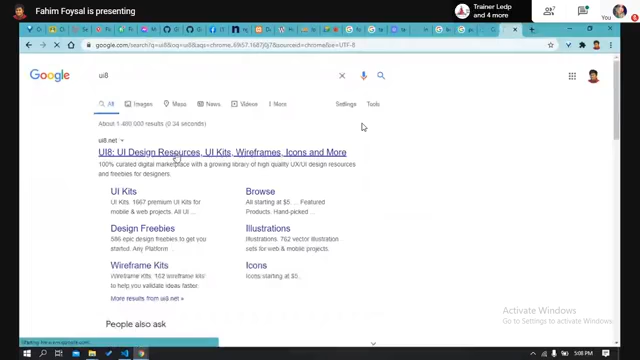 Fahim Foysal is presenting
Trainer Ledp
and 4 more
google.com/search?q=ui8&oq=ui8&aqs=chrome..69i57j0j7&sourceid=chrome&ie=UTF-8
Google
ui8
All
Images
Maps
News
Videos
More
Settings
Tools
About 1,480,000 results (0.34 seconds)
ui8.net
UI8: UI Design Resources, UI Kits, Wireframes, Icons and More
100% curated digital marketplace with a growing library of high quality UX/UI design resources
and freebies for designers.
UI Kits
UI Kits. 1667 premium UI Kits for
mobile & web projects. All UI ...
Browse
All starting at $5. ... Featured
Products. Hand-picked ...
Design Freebies
586 epic design freebies to get you
started. Any Platform ...
Illustrations
Illustrations. 762 vector illustration
sets for web & mobile projects.
Wireframe Kits
Wireframe Kits. 162 wireframe kits
to help you validate ideas faster.
Icons
Icons starting at $5. ...
More results from ui8.net »
People also ask
Activate Windows
Go to Settings to activate Windows.
5:08 PM